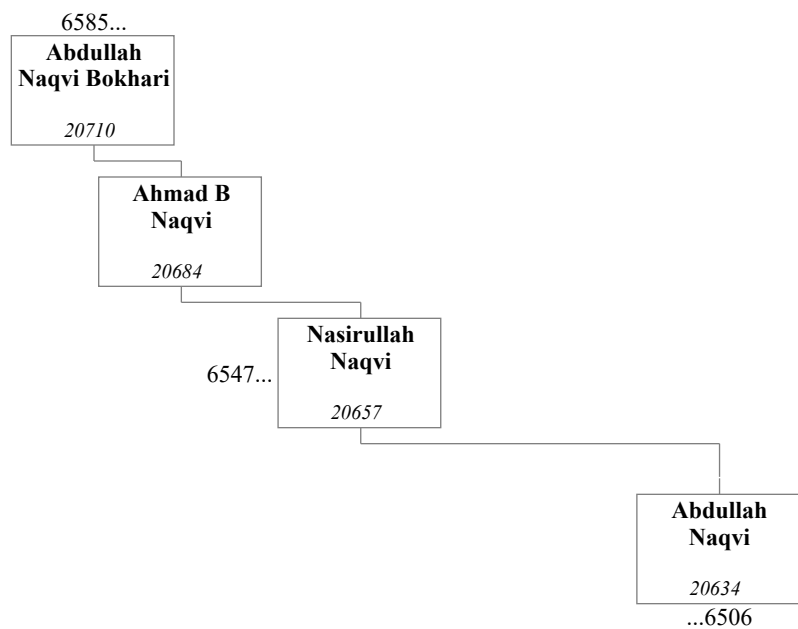 6585...
Abdullah
Naqvi Bokhari
20710
Ahmad B
Naqvi
20684
Nasirullah
Naqvi
6547...
20657
Abdullah
Naqvi
20634
...6506